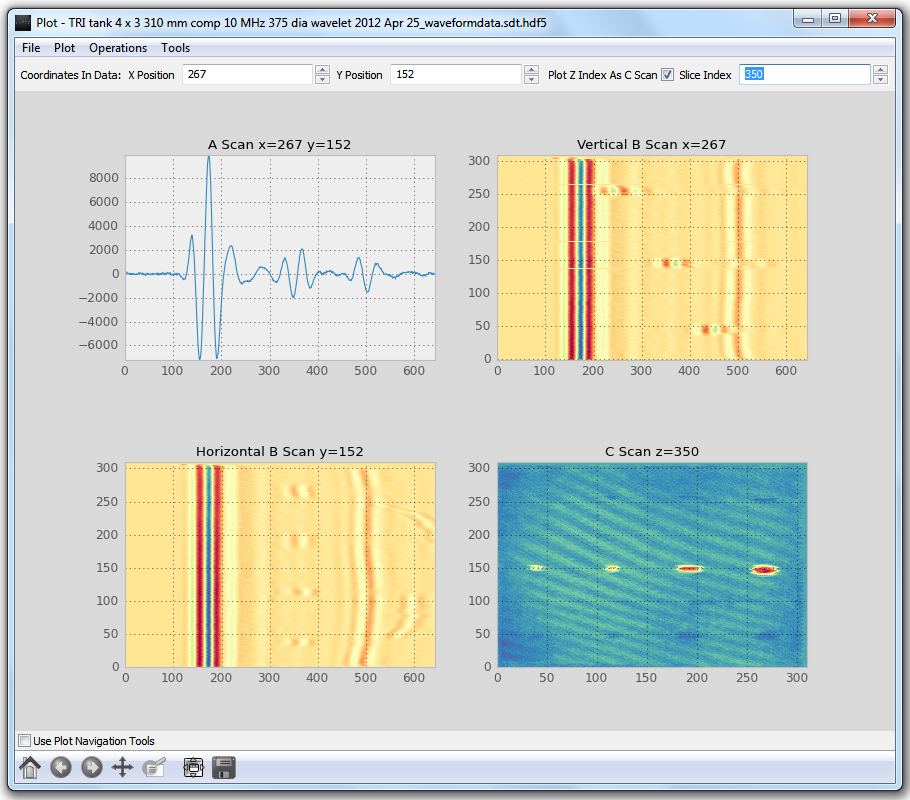 Plot - TRI tank 4 x 3 310 mm comp 10 MHz 375 dia wavelet 2012 Apr 25_waveformdata.sdt.hdf5
File Plot Operations Tools
Coordinates In Data: X Position 267 Y Position 152 Plot Z Index As C Scan Slice Index 350
A Scan x=267 y=152
8000
6000
4000
2000
0
−2000
−4000
−6000
0 100 200 300 400 500 600
Vertical B Scan x=267
300
250
200
150
100
50
0
0 100 200 300 400 500 600
Horizontal B Scan y=152
300
250
200
150
100
50
0
0 100 200 300 400 500 600
C Scan z=350
300
250
200
150
100
50
0
0 50 100 150 200 250 300
Use Plot Navigation Tools